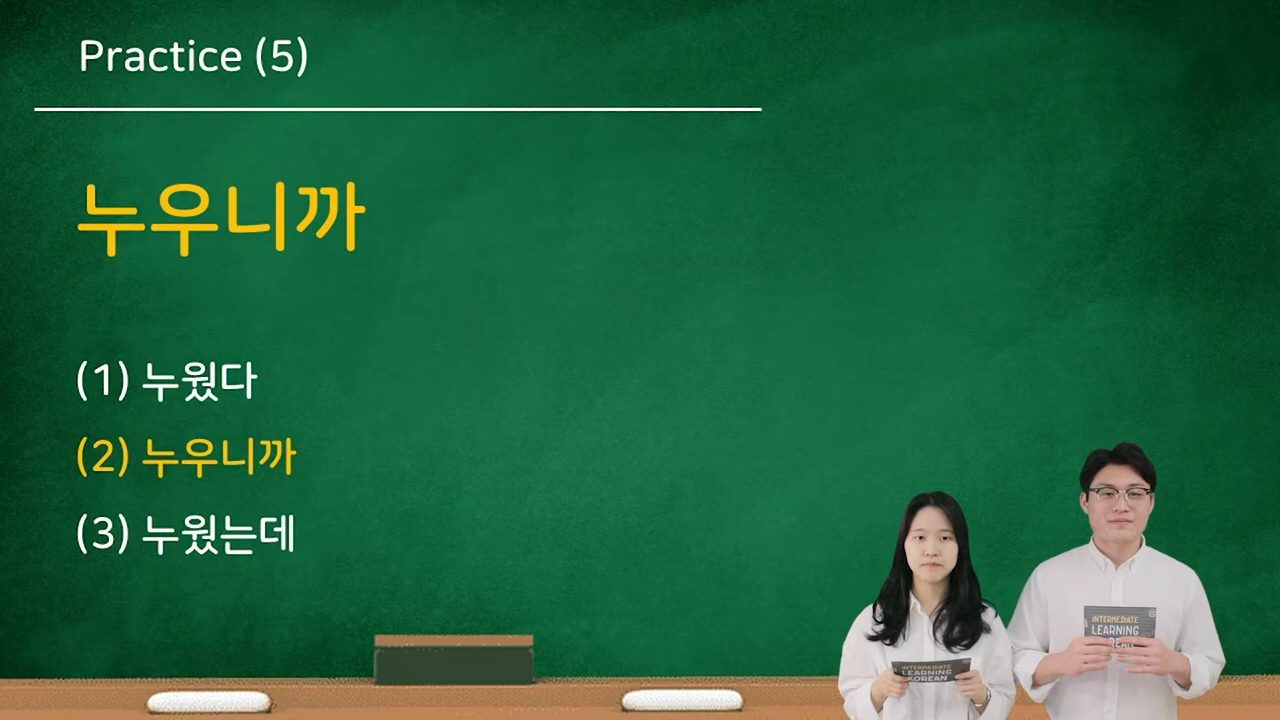 Practice (5)
누우니까
(1) 누웠다
(2) 누우니까
(3) 누웠는데
INTERMEDIATE
LEARNING
KOREAN
INTERMEDIATE
LEARNING